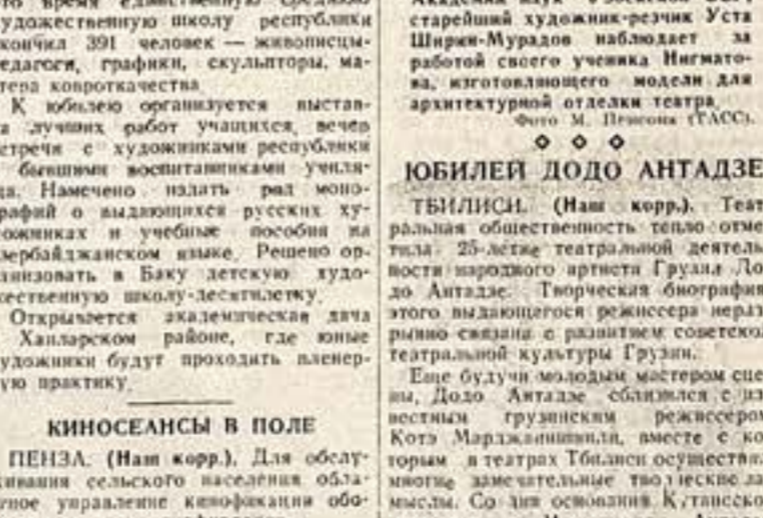 то время единственную среднюю
удожественную школу республики
кончил 391 человек — живописцы-
едагоги, графики, скульпторы, ма-
тера ковроткачества.
К юбилею организуется выстав-
а лучших работ учащихся, вечер
стречи с художниками республики
бывшими воспитанниками учили-
ща. Намечено издать ряд моно-
рафий о выдающихся русских ху-
ожниках и учебные пособия на
зербайджанском языке. Решено ор-
анизовать в Баку детскую худо-
жественную школу-десятилетку.
Открывается академическая дача
Ханларском районе, где юные
удожники будут проходить пленер-
ую практику.
КИНОСЕАНСЫ В ПОЛЕ
ПЕНЗА. (Наш корр.). Для обслу-
живания сельского населения обла-
тное управление кинофикации обо-
старейший художник-резчик Уста
Ширин-Мурадов наблюдает за
работой своего ученика Нигмато-
ва, изготовляющего модели для
архитектурной отделки театра.
Фото М. Пенсона (ТАСС).
ЮБИЛЕЙ ДОДО АНТАДЗЕ
ТБИЛИСИ. (Наш корр.). Теат
ральная общественность тепло отме
тила 25-летие театральной деятель
ности народного артиста Грузии До
до Антадзе. Творческая биография
этого выдающегося режиссера нераз
рывно связана с развитием советско
театральной культуры Грузии.
Еще будучи молодым мастером сце
ны, Додо Антадзе сблизился с из
вестным грузинским режиссером
Котэ Марджанишвили, вместе с ко
торым в театрах Тбилиси осуществил
многие замечательные творческие за
мыслы. Со дня основания Кутаисско